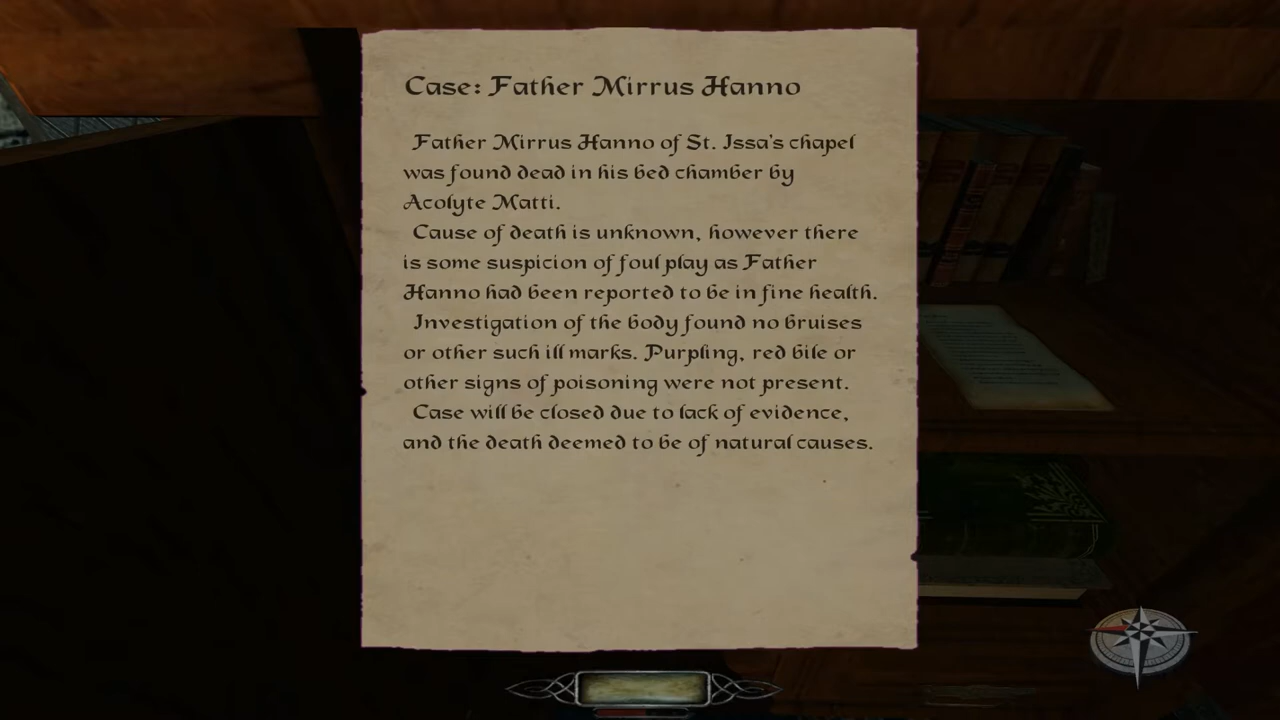 Case: Father Mirrus Hanno
Father Mirrus Hanno of St. Issa's chapel
was found dead in his bed chamber by
Acolyte Matti.
Cause of death is unknown, however there
is some suspicion of foul play as Father
Hanno had been reported to be in fine health.
Investigation of the body found no bruises
or other such ill marks. Purpling, red bile or
other signs of poisoning were not present.
Case will be closed due to lack of evidence,
and the death deemed to be of natural causes.